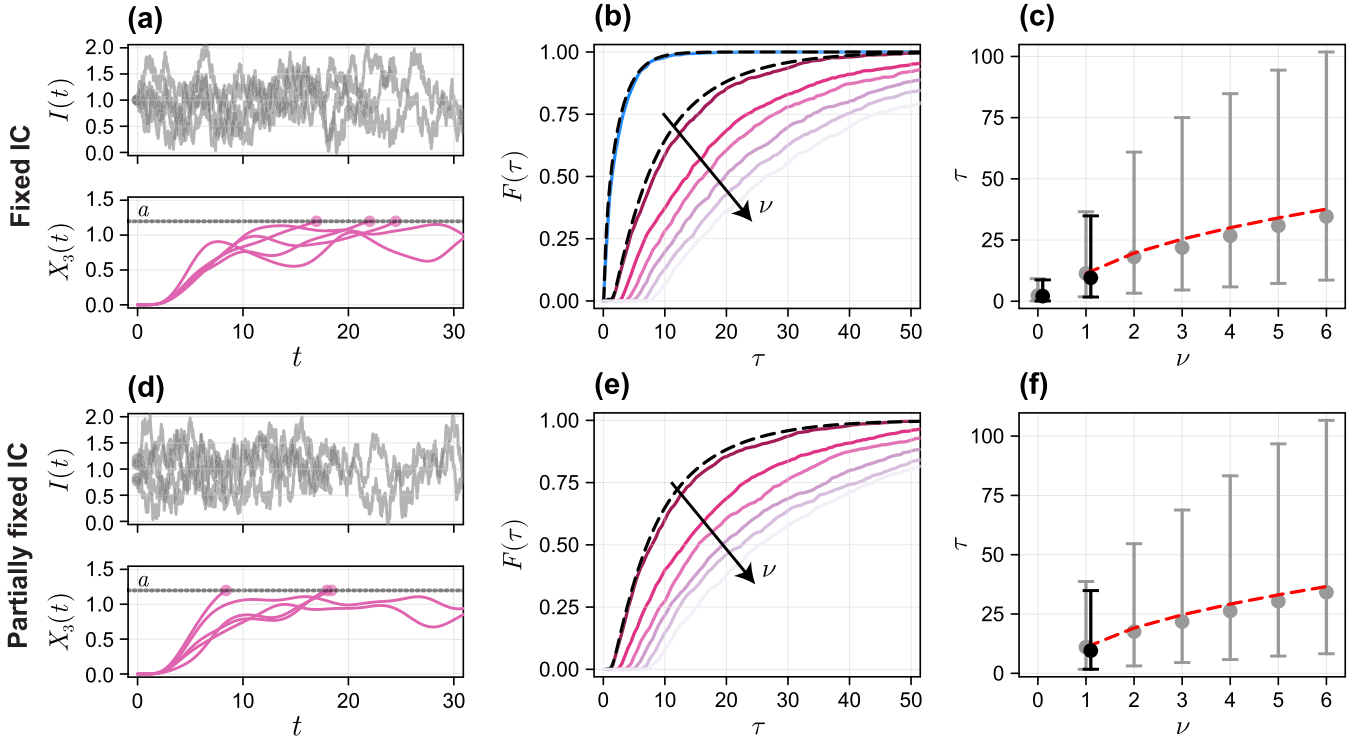 (a)
(b)
(c)
Fixed IC
I(t)
2.0
1.5
1.0
0.5
0.0
X₃(t)
1.5
1.0
0.5
0.0
a
0
10
20
30
t
F(τ)
1.00
0.75
0.50
0.25
0.00
ν
0
10
20
30
40
50
τ
τ
100
75
50
25
0
0
1
2
3
4
5
6
ν
(d)
(e)
(f)
Partially fixed IC
I(t)
2.0
1.5
1.0
0.5
0.0
X₃(t)
1.5
1.0
0.5
0.0
a
0
10
20
30
t
F(τ)
1.00
0.75
0.50
0.25
0.00
ν
0
10
20
30
40
50
τ
τ
100
75
50
25
0
0
1
2
3
4
5
6
ν